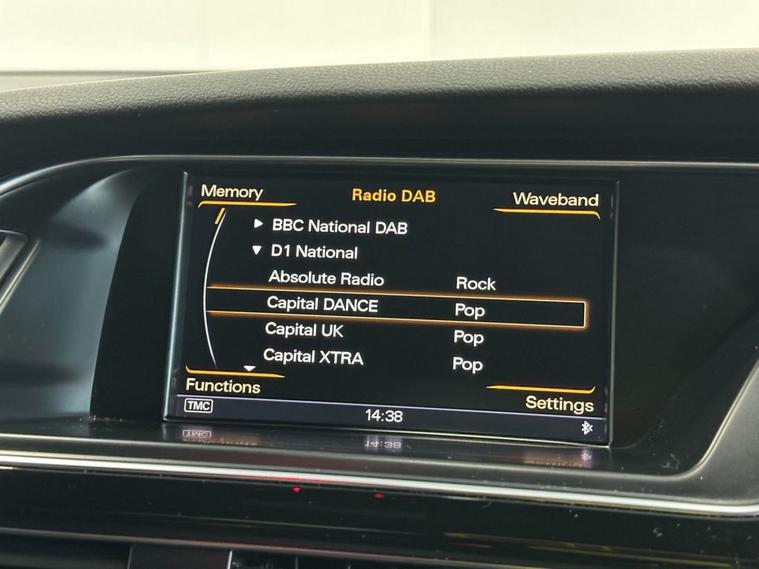 Memory Radio DAB Waveband
BBC National DAB
D1 National
Absolute Radio Rock
Capital DANCE Pop
Capital UK Pop
Capital XTRA Pop
Functions Settings
TMC 14:38